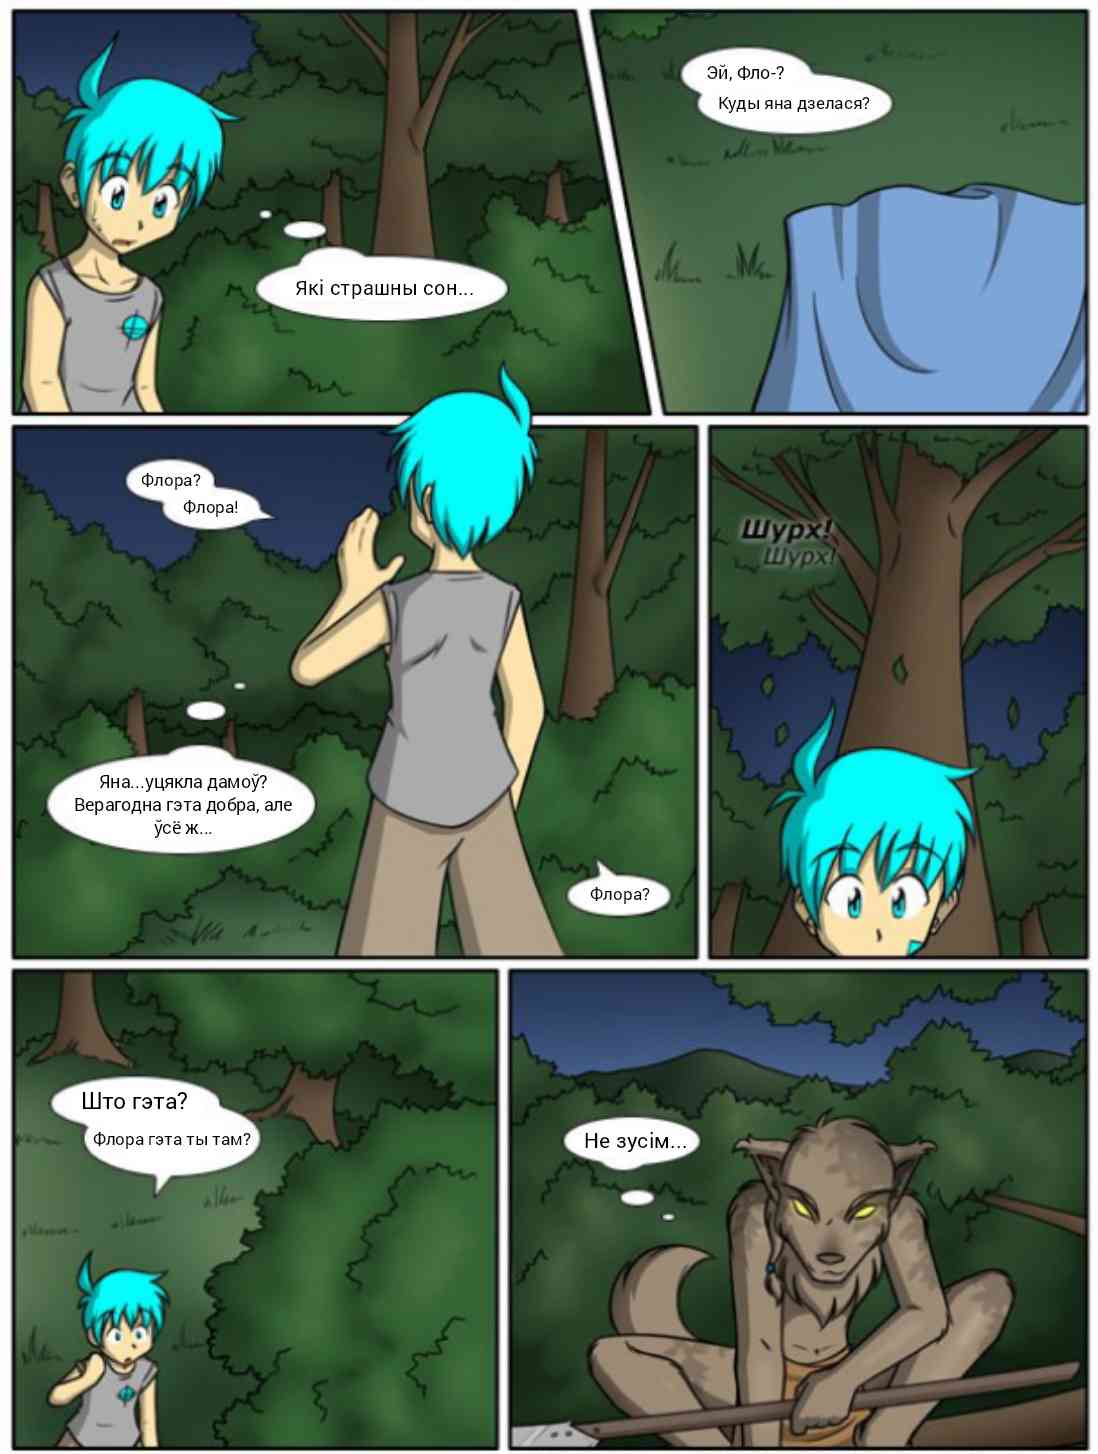 Які страшны сон...
Эй, Фло-?
Куды яна дзелася?
Флора?
Флора!
Яна...уцякла дамоў?
Верагодна гэта добра, але
ўсё ж...
Флора?
Шурх!
Шурх!
Што гэта?
Флора гэта ты там?
Не зусім...